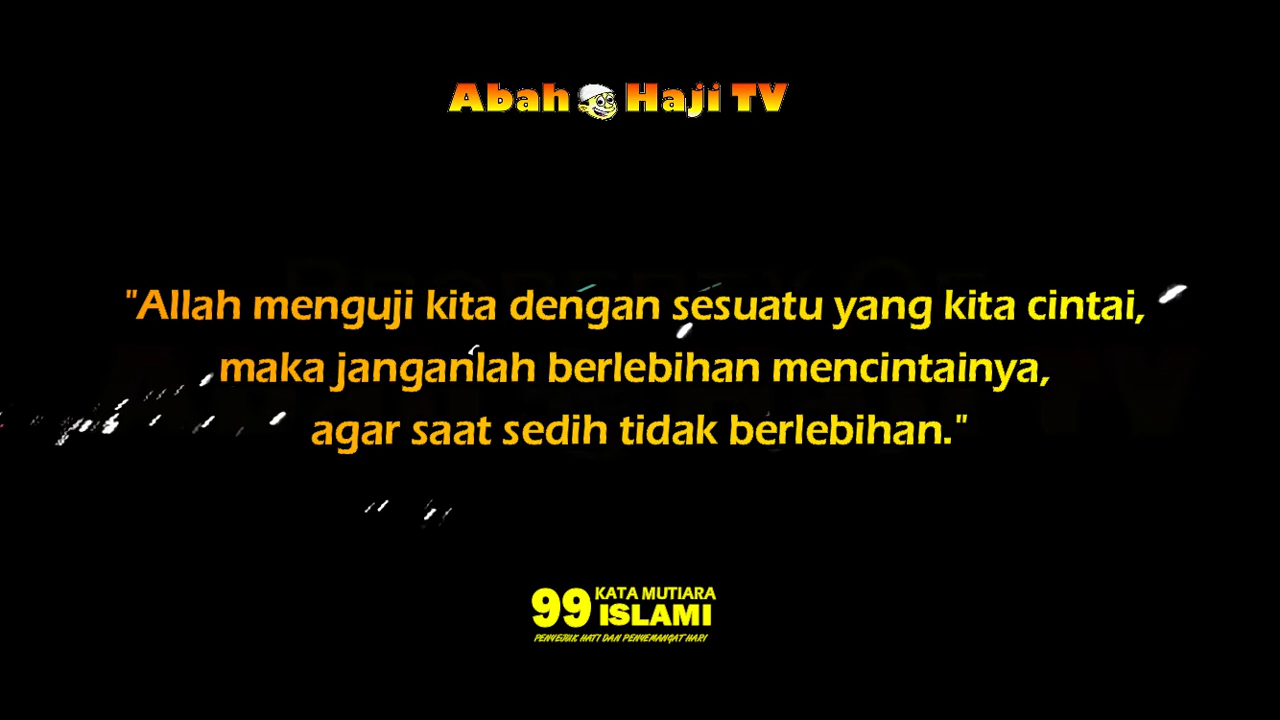 Abah Haji TV
"Allah menguji kita dengan sesuatu yang kita cintai,
maka janganlah berlebihan mencintainya,
agar saat sedih tidak berlebihan."
99 KATA MUTIARA
ISLAMI
PENYEJUK HATI DAN PENYEMANGAT HARI